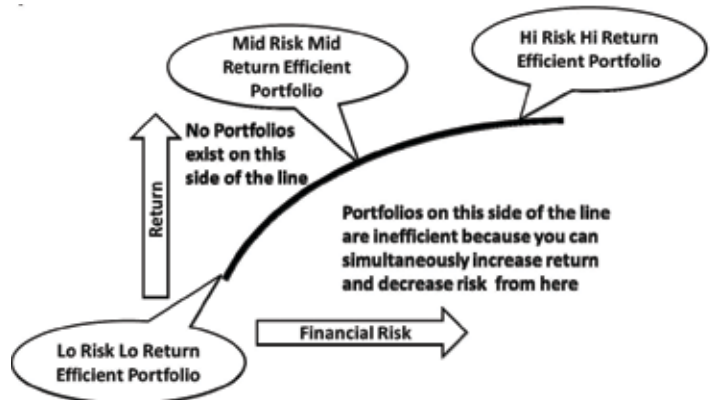 Mid Risk Mid
Return Efficient
Portfolio
Hi Risk Hi Return
Efficient Portfolio
No Portfolios
exist on this
side of the line
Return
Portfolios on this side of the line
are inefficient because you can
simultaneously increase return
and decrease risk from here
Financial Risk
Lo Risk Lo Return
Efficient Portfolio